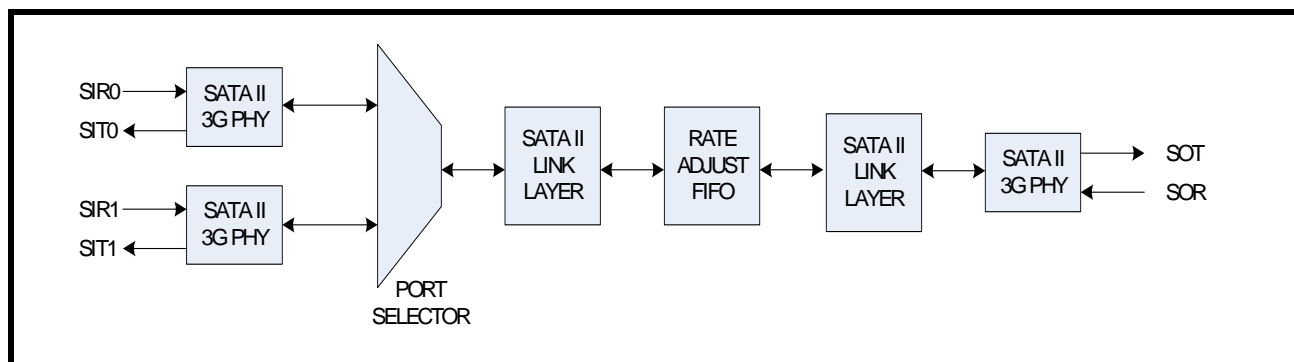 SIR0
SIT0
SATA II
3G PHY
SIR1
SIT1
SATA II
3G PHY
PORT
SELECTOR
SATA II
LINK
LAYER
RATE
ADJUST
FIFO
SATA II
LINK
LAYER
SATA II
3G PHY
SOT
SOR